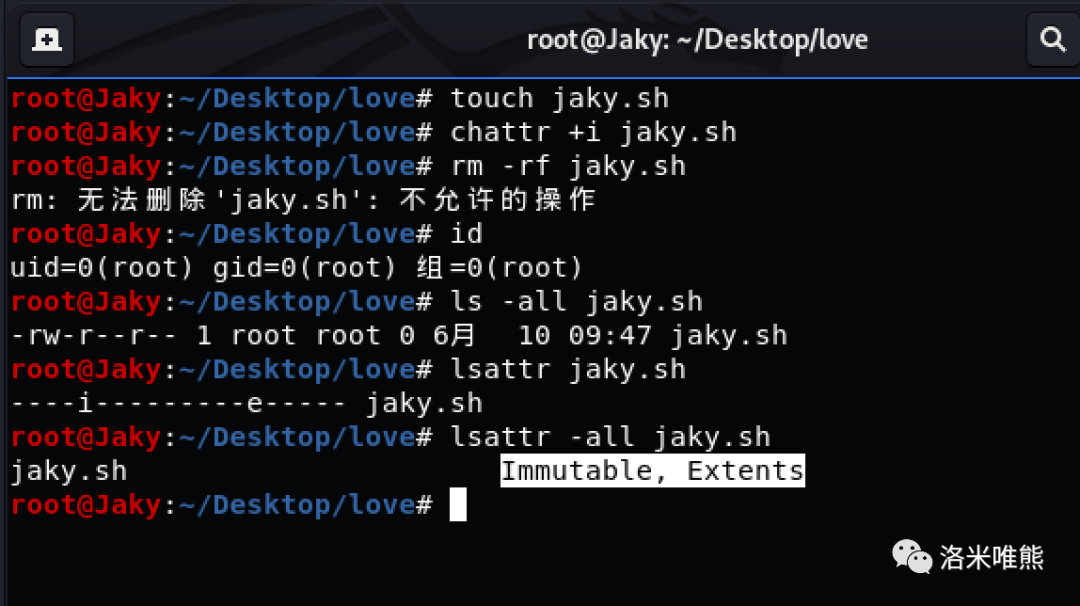 root@Jaky: ~/Desktop/love
root@Jaky:~/Desktop/love# touch jaky.sh
root@Jaky:~/Desktop/love# chattr +i jaky.sh
root@Jaky:~/Desktop/love# rm -rf jaky.sh
rm: 无法删除'jaky.sh': 不允许的操作
root@Jaky:~/Desktop/love# id
uid=0(root) gid=0(root) 组=0(root)
root@Jaky:~/Desktop/love# ls -all jaky.sh
-rw-r--r-- 1 root root 0 6月  10 09:47 jaky.sh
root@Jaky:~/Desktop/love# lsattr jaky.sh
----i---------e----- jaky.sh
root@Jaky:~/Desktop/love# lsattr -all jaky.sh
jaky.sh                      Immutable, Extents
root@Jaky:~/Desktop/love#
洛米唯熊